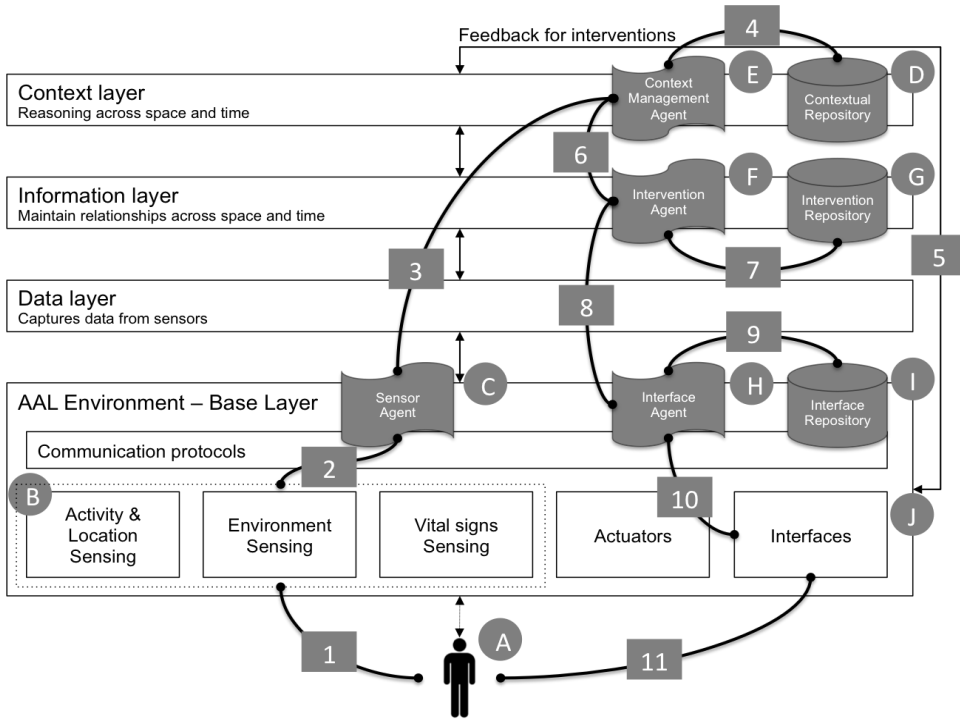 Feedback for interventions
4
Context layer
Reasoning across space and time
Context
Management
Agent
E
Contextual
Repository
D
6
Information layer
Maintain relationships across space and time
Intervention
Agent
F
Intervention
Repository
G
3
7
5
Data layer
Captures data from sensors
8
9
AAL Environment – Base Layer
Sensor
Agent
C
Interface
Agent
H
Interface
Repository
I
Communication protocols
2
10
B
Activity &
Location
Sensing
Environment
Sensing
Vital signs
Sensing
Actuators
Interfaces
J
1
A
11